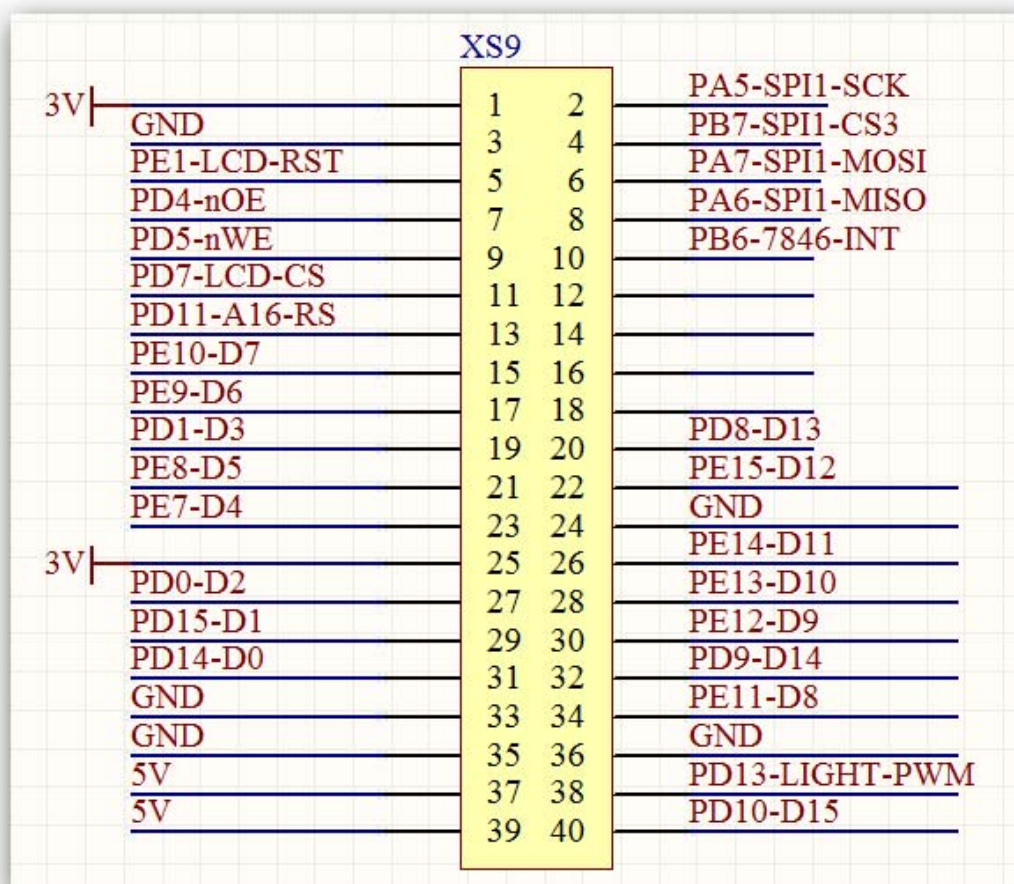 XS9
3V 1 2 PA5-SPI1-SCK
GND 3 4 PB7-SPI1-CS3
PE1-LCD-RST 5 6 PA7-SPI1-MOSI
PD4-nOE 7 8 PA6-SPI1-MISO
PD5-nWE 9 10 PB6-7846-INT
PD7-LCD-CS 11 12
PD11-A16-RS 13 14
PE10-D7 15 16
PE9-D6 17 18
PD1-D3 19 20 PD8-D13
PE8-D5 21 22 PE15-D12
PE7-D4 23 24 GND
3V 25 26 PE14-D11
PD0-D2 27 28 PE13-D10
PD15-D1 29 30 PE12-D9
PD14-D0 31 32 PD9-D14
GND 33 34 PE11-D8
GND 35 36 GND
5V 37 38 PD13-LIGHT-PWM
5V 39 40 PD10-D15